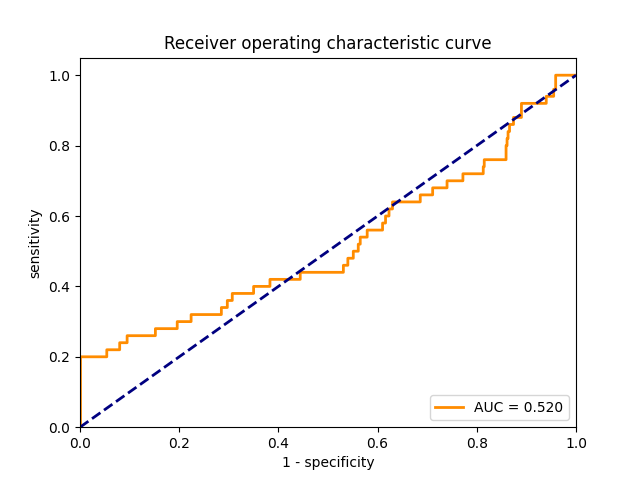 Receiver operating characteristic curve
1.0
0.8
0.6
0.4
0.2
0.0
sensitivity
AUC = 0.520
0.0 0.2 0.4 0.6 0.8 1.0
1 - specificity